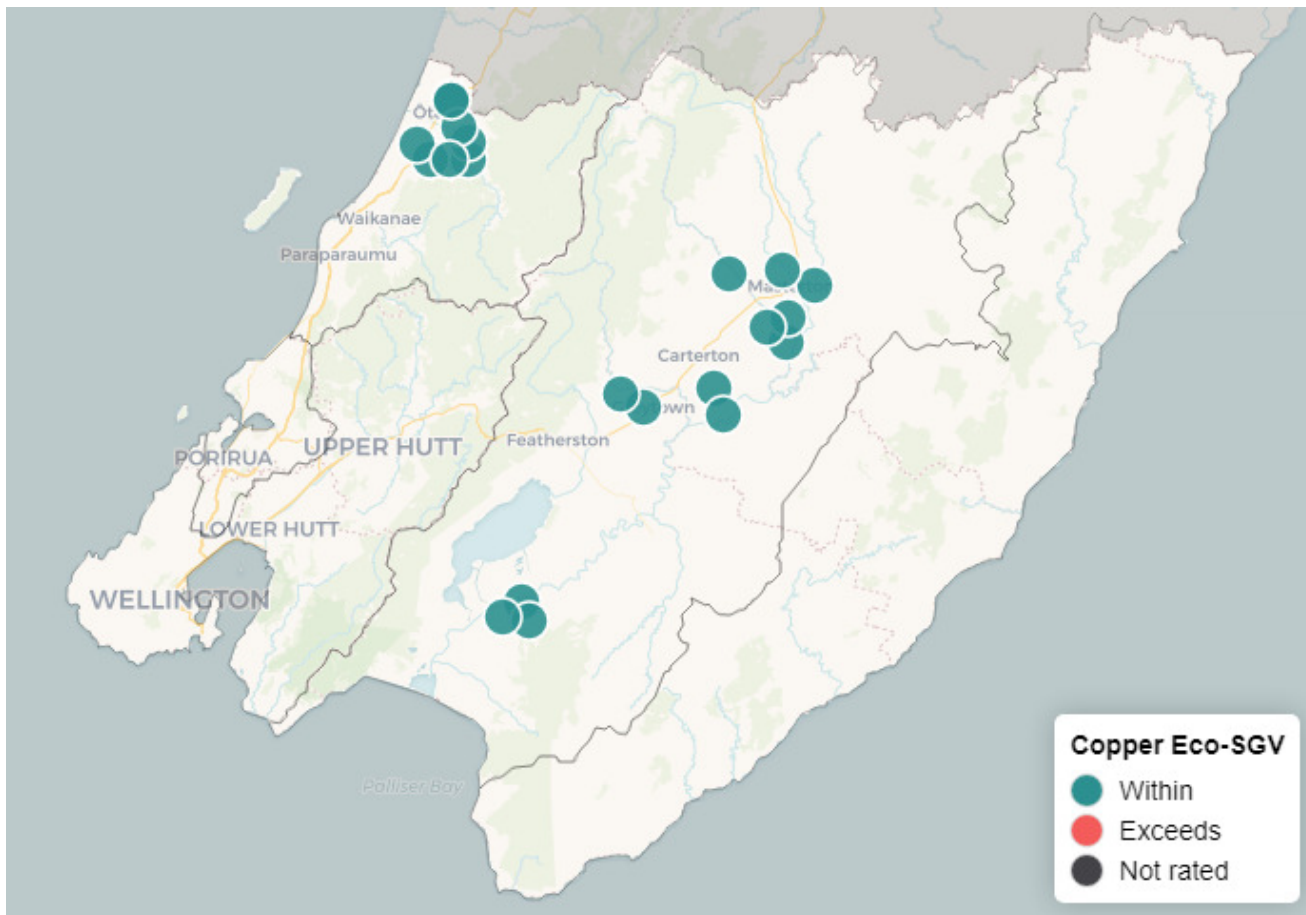 Ōt
Waikanae
Paraparaumu
Carterton
Featherston
UPPER HUTT
PORIRUA
LOWER HUTT
WELLINGTON
Palliser Bay
Copper Eco-SGV
Within
Exceeds
Not rated